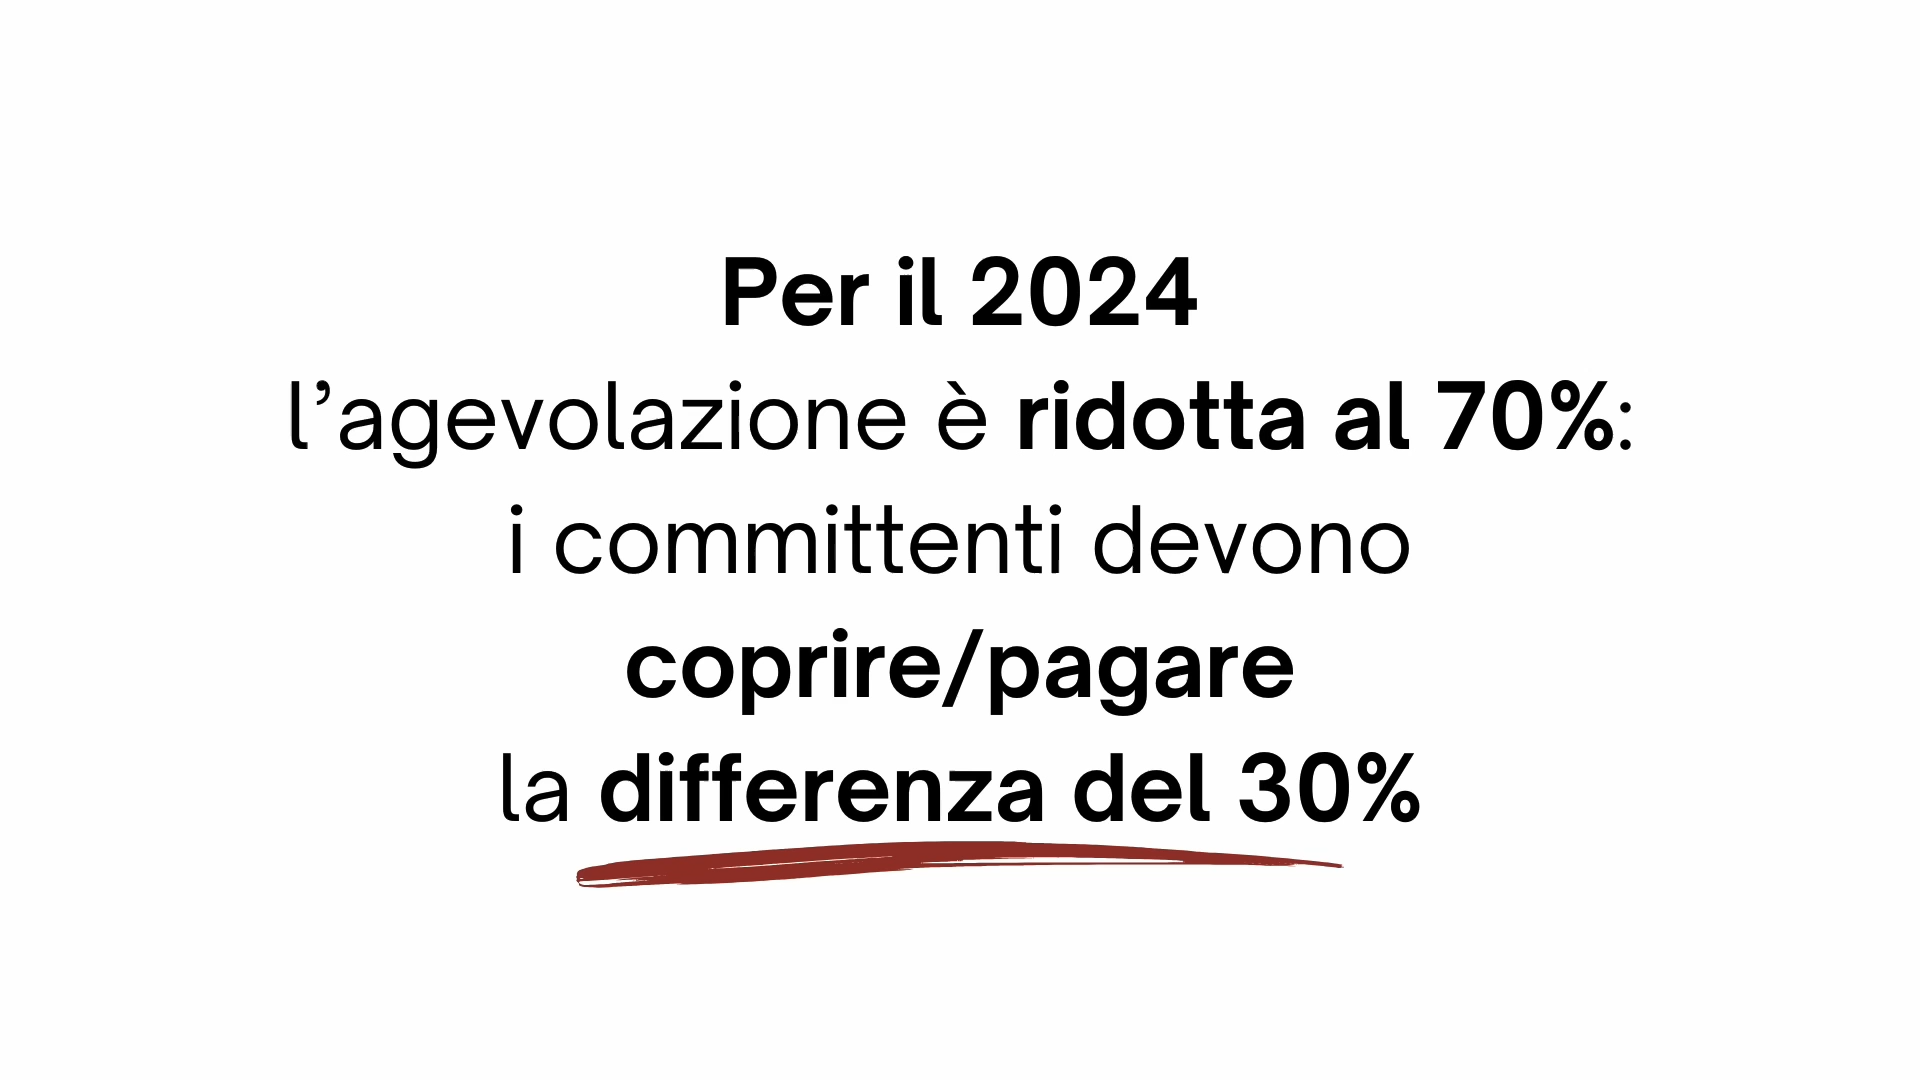 Per il 2024
l’agevolazione è ridotta al 70%:
i committenti devono
coprire/pagare
la differenza del 30%